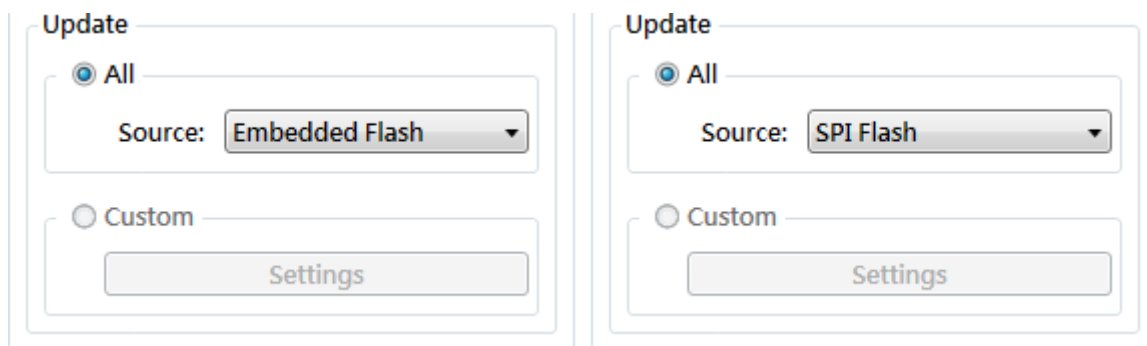 Update
All
Source: Embedded Flash
Custom
Settings
Update
All
Source: SPI Flash
Custom
Settings